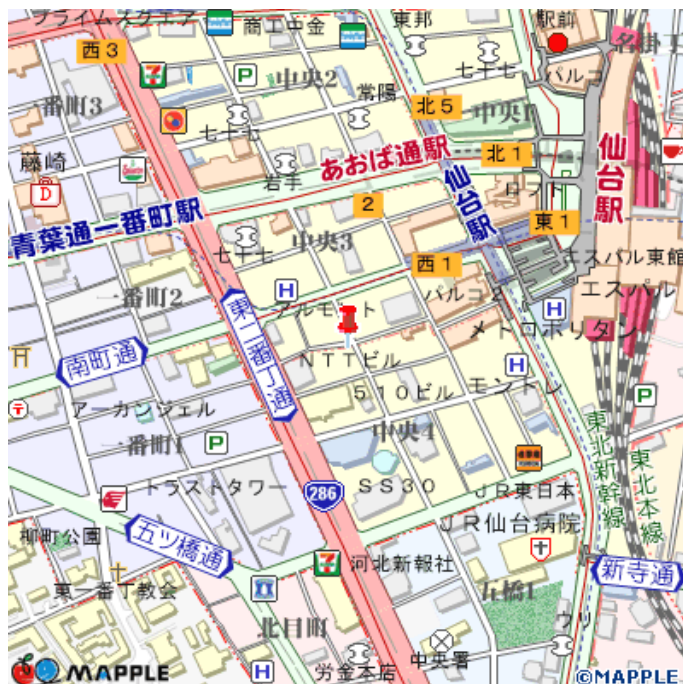 プライムスクエア
商工中金
東邦
駅前
西3
七十七
パルコ
名掛丁
中央2
一番町3
常陽
北5
中央1
七十七
藤崎
岩手
あおば通駅
北1
仙台駅
ロフト
仙台駅
2
青葉通一番町駅
東1
中央3
七十七
西1
エスパル東館
一番町2
アルモント
パルコ2
エスパル
東二番丁通
メトロポリタン
南町通
NTTビル
510ビル
モントレ
アーカンジェル
一番町1
中央4
東北新幹線
東北本線
トラストタワー
286
SS30
JR東日本
柳町公園
五ツ橋通
JR仙台病院
河北新報社
新寺通
東一番丁教会
五橋1
北目町
ウリ
労金本店
中央署
MAPPLE
©MAPPLE